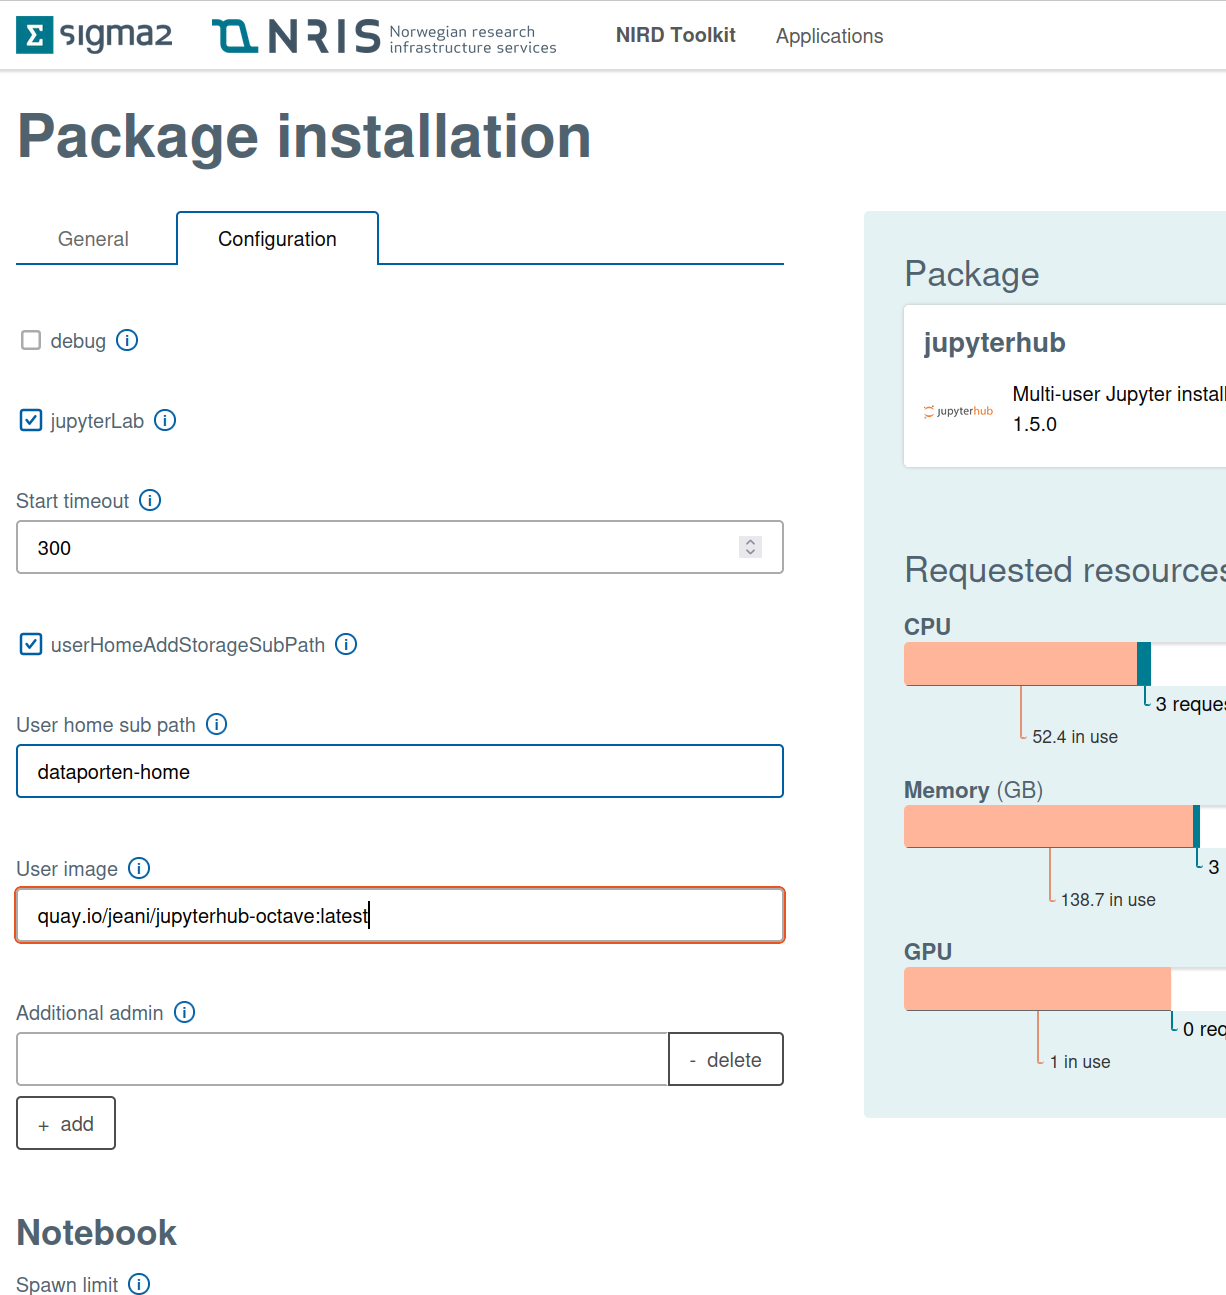 Σ sigma2
NRIS Norwegian research infrastructure services
NIRD Toolkit
Applications
Package installation
General
Configuration
debug
jupyterLab
Start timeout
300
userHomeAddStorageSubPath
User home sub path
dataporten-home
User image
quay.io/jeani/jupyterhub-octave:latest
Additional admin
- delete
+ add
Notebook
Spawn limit
Package
jupyterhub
jupyterhub
Multi-user Jupyter install
1.5.0
Requested resources
CPU
3 reques
52.4 in use
Memory (GB)
3
138.7 in use
GPU
0 req
1 in use